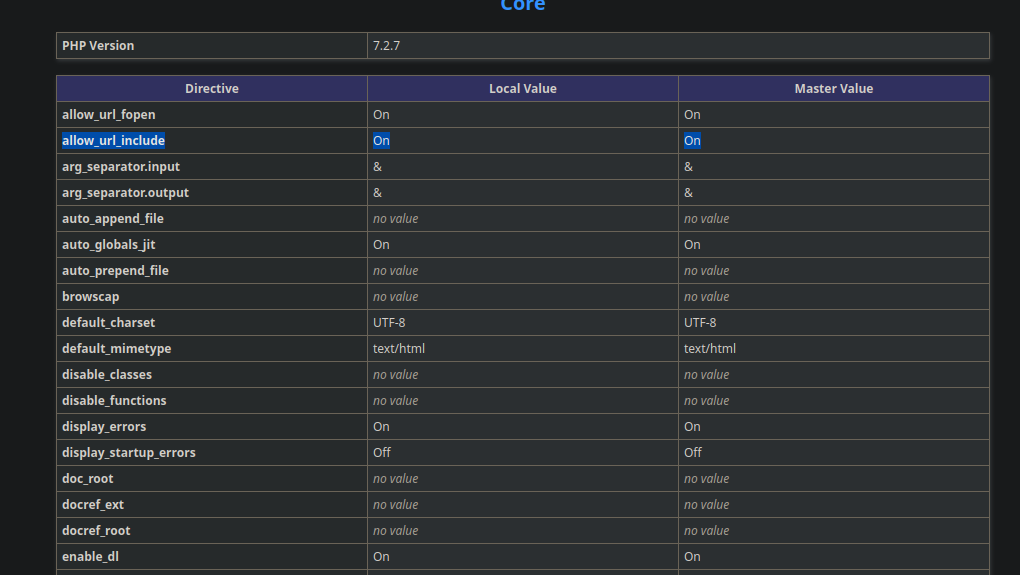 Core
PHP Version 7.2.7
Directive Local Value Master Value
allow_url_fopen On On
allow_url_include On On
arg_separator.input & &
arg_separator.output & &
auto_append_file no value no value
auto_globals_jit On On
auto_prepend_file no value no value
browscap no value no value
default_charset UTF-8 UTF-8
default_mimetype text/html text/html
disable_classes no value no value
disable_functions no value no value
display_errors On On
display_startup_errors Off Off
doc_root no value no value
docref_ext no value no value
docref_root no value no value
enable_dl On On